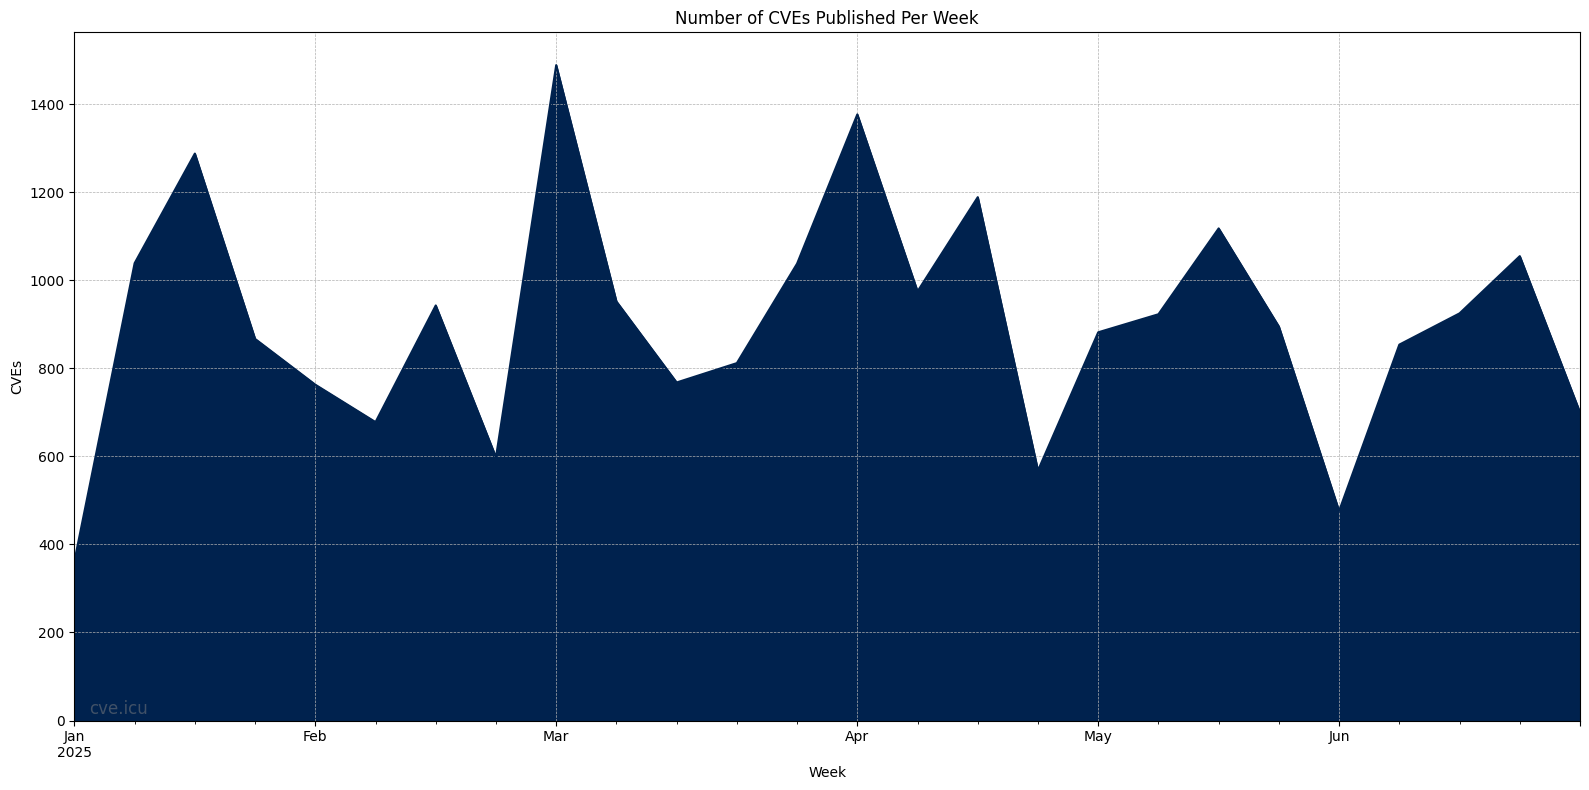 Number of CVEs Published Per Week
CVEs
1400
1200
1000
800
600
400
200
0
cve.icu
Jan Feb Mar Apr May Jun
2025
Week